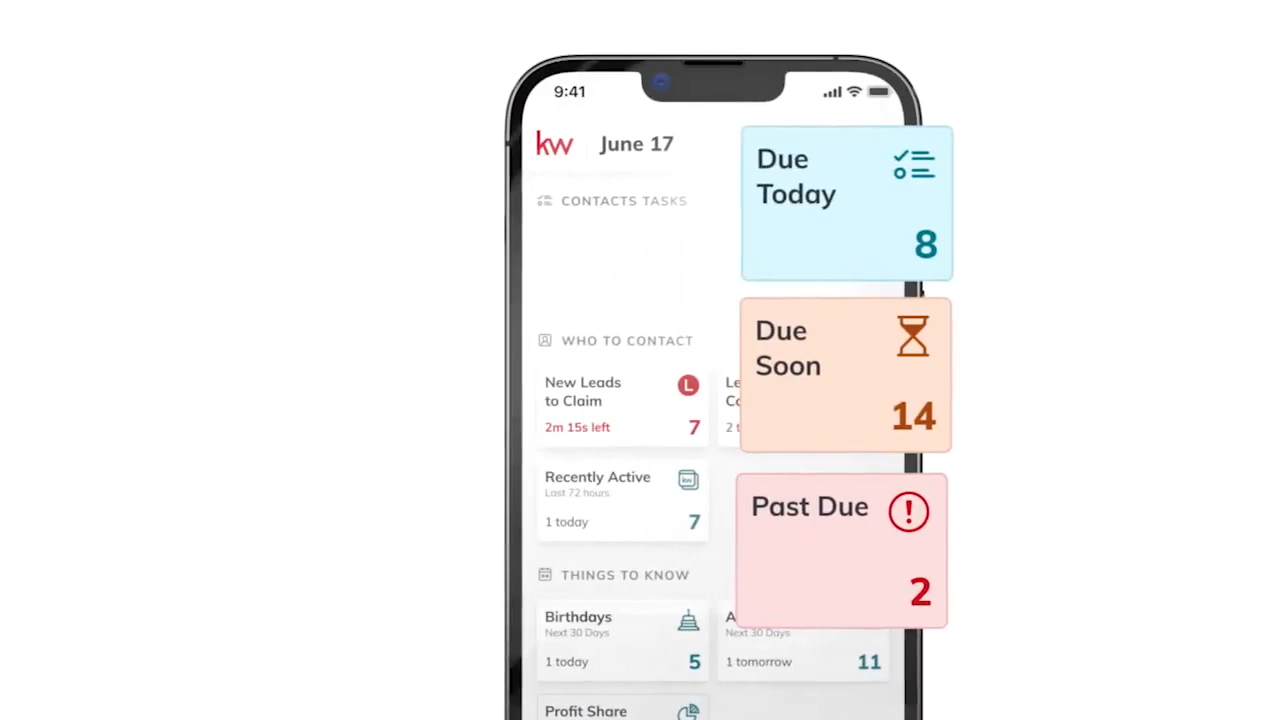 9:41
kw June 17
CONTACTS TASKS
Due
Today
8
Due
Soon
14
Past Due
2
WHO TO CONTACT
New Leads
to Claim
L
2m 15s left 7
Recently Active
kw
Last 72 hours
1 today 7
THINGS TO KNOW
Birthdays
Next 30 Days
1 today 5
Next 30 Days
1 tomorrow 11
Profit Share